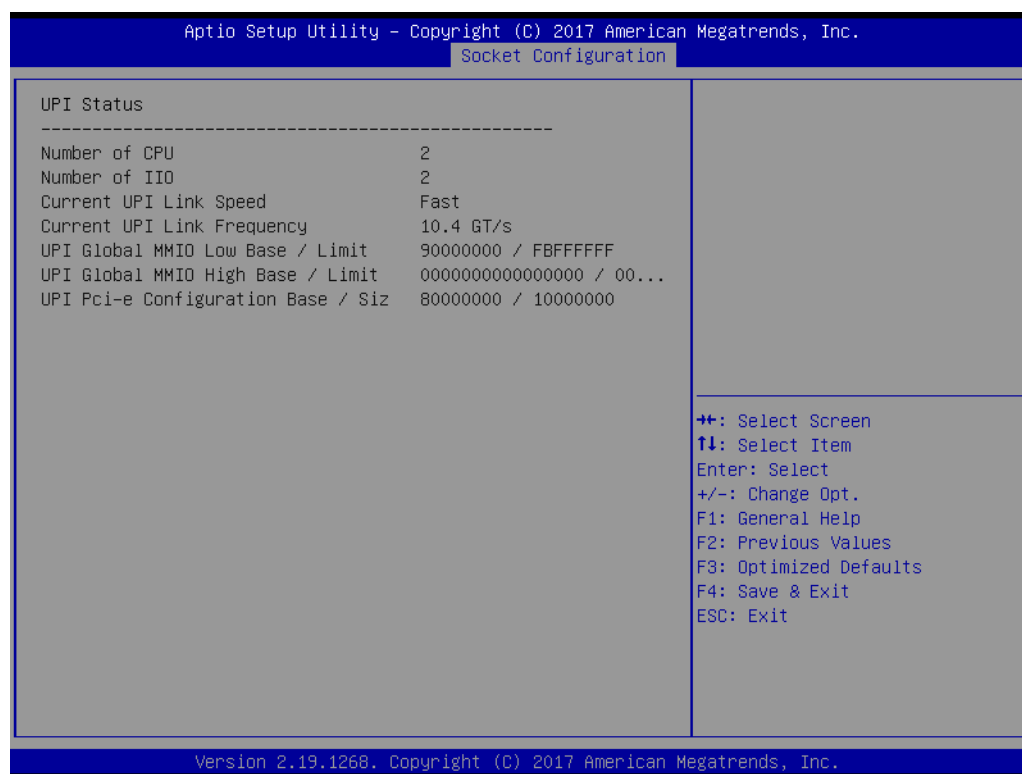 Aptio Setup Utility – Copyright (C) 2017 American Megatrends, Inc.
Socket Configuration
UPI Status
--------------------------------------------------
Number of CPU 2
Number of IIO 2
Current UPI Link Speed Fast
Current UPI Link Frequency 10.4 GT/s
UPI Global MMIO Low Base / Limit 90000000 / FBFFFFFF
UPI Global MMIO High Base / Limit 0000000000000000 / 00...
UPI Pci-e Configuration Base / Siz 80000000 / 10000000
→←: Select Screen
↑↓: Select Item
Enter: Select
+/-: Change Opt.
F1: General Help
F2: Previous Values
F3: Optimized Defaults
F4: Save & Exit
ESC: Exit
Version 2.19.1268. Copyright (C) 2017 American Megatrends, Inc.